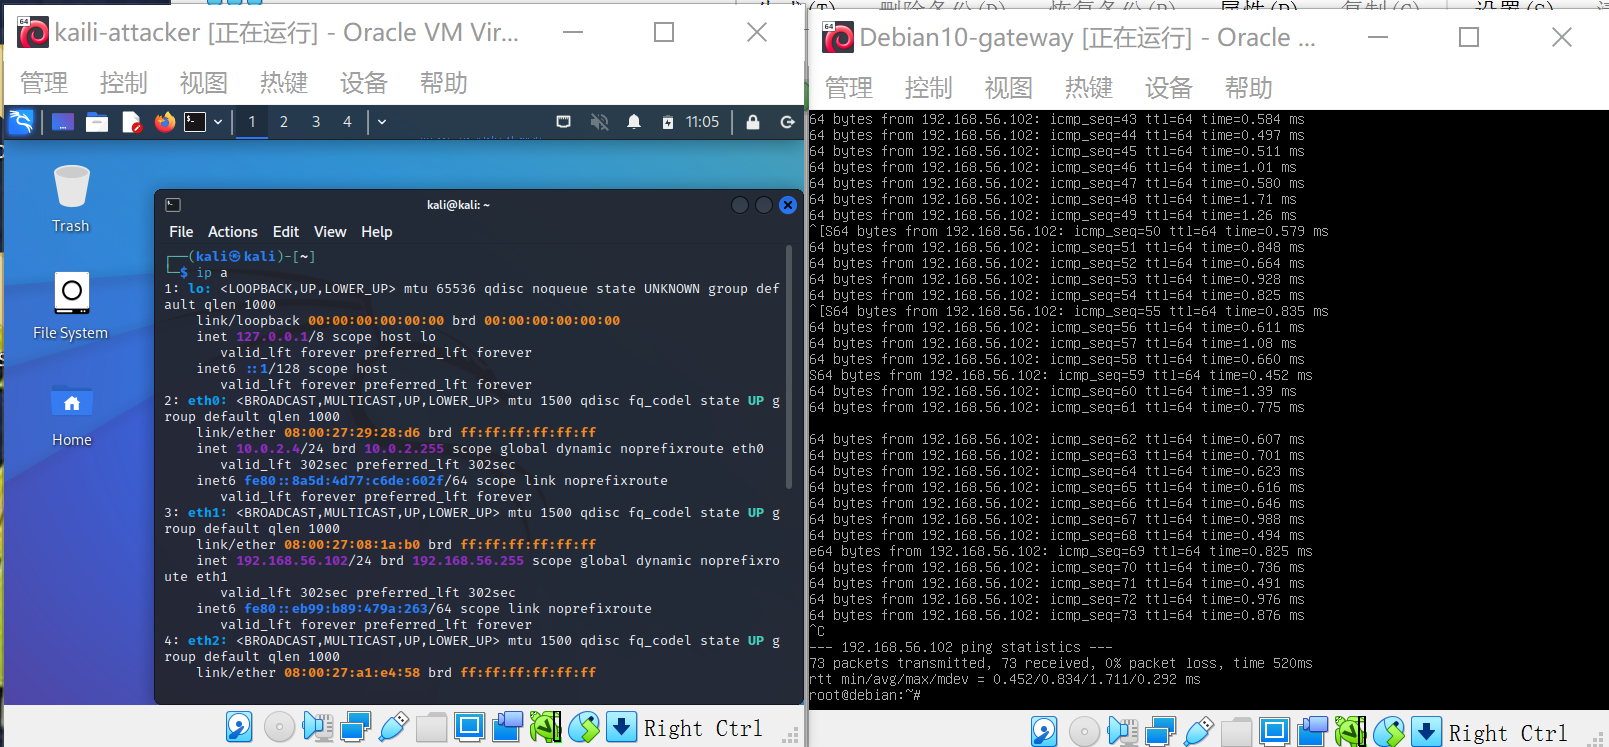 生成(T) 删除备份(D) 恢复备份(R) 属性(P) 复制(C) 设置(S)
kaili-attacker [正在运行] - Oracle VM Vir...
管理 控制 视图 热键 设备 帮助
1 2 3 4 11:05
Trash
File System
Home
kali@kali: ~
File Actions Edit View Help
┌──(kali㉿kali)-[~]
└─$ ip a
1: lo: <LOOPBACK,UP,LOWER_UP> mtu 65536 qdisc noqueue state UNKNOWN group def
ault qlen 1000
link/loopback 00:00:00:00:00:00 brd 00:00:00:00:00:00
inet 127.0.0.1/8 scope host lo
valid_lft forever preferred_lft forever
inet6 ::1/128 scope host
valid_lft forever preferred_lft forever
2: eth0: <BROADCAST,MULTICAST,UP,LOWER_UP> mtu 1500 qdisc fq_codel state UP g
roup default qlen 1000
link/ether 08:00:27:29:28:d6 brd ff:ff:ff:ff:ff:ff
inet 10.0.2.4/24 brd 10.0.2.255 scope global dynamic noprefixroute eth0
valid_lft 302sec preferred_lft 302sec
inet6 fe80::8a5d:4d77:c6de:602f/64 scope link noprefixroute
valid_lft forever preferred_lft forever
3: eth1: <BROADCAST,MULTICAST,UP,LOWER_UP> mtu 1500 qdisc fq_codel state UP g
roup default qlen 1000
link/ether 08:00:27:08:1a:b0 brd ff:ff:ff:ff:ff:ff
inet 192.168.56.102/24 brd 192.168.56.255 scope global dynamic noprefixro
ute eth1
valid_lft 302sec preferred_lft 302sec
inet6 fe80::eb99:b89:479a:263/64 scope link noprefixroute
valid_lft forever preferred_lft forever
4: eth2: <BROADCAST,MULTICAST,UP,LOWER_UP> mtu 1500 qdisc fq_codel state UP g
roup default qlen 1000
link/ether 08:00:27:a1:e4:58 brd ff:ff:ff:ff:ff:ff
Right Ctrl
Debian10-gateway [正在运行] - Oracle ...
管理 控制 视图 热键 设备 帮助
64 bytes from 192.168.56.102: icmp_seq=43 ttl=64 time=0.584 ms
64 bytes from 192.168.56.102: icmp_seq=44 ttl=64 time=0.497 ms
64 bytes from 192.168.56.102: icmp_seq=45 ttl=64 time=0.511 ms
64 bytes from 192.168.56.102: icmp_seq=46 ttl=64 time=1.01 ms
64 bytes from 192.168.56.102: icmp_seq=47 ttl=64 time=0.580 ms
64 bytes from 192.168.56.102: icmp_seq=48 ttl=64 time=1.71 ms
64 bytes from 192.168.56.102: icmp_seq=49 ttl=64 time=1.26 ms
^[S64 bytes from 192.168.56.102: icmp_seq=50 ttl=64 time=0.579 ms
64 bytes from 192.168.56.102: icmp_seq=51 ttl=64 time=0.848 ms
64 bytes from 192.168.56.102: icmp_seq=52 ttl=64 time=0.664 ms
64 bytes from 192.168.56.102: icmp_seq=53 ttl=64 time=0.928 ms
64 bytes from 192.168.56.102: icmp_seq=54 ttl=64 time=0.825 ms
^[S64 bytes from 192.168.56.102: icmp_seq=55 ttl=64 time=0.835 ms
64 bytes from 192.168.56.102: icmp_seq=56 ttl=64 time=0.611 ms
64 bytes from 192.168.56.102: icmp_seq=57 ttl=64 time=1.08 ms
64 bytes from 192.168.56.102: icmp_seq=58 ttl=64 time=0.660 ms
S64 bytes from 192.168.56.102: icmp_seq=59 ttl=64 time=0.452 ms
64 bytes from 192.168.56.102: icmp_seq=60 ttl=64 time=1.39 ms
64 bytes from 192.168.56.102: icmp_seq=61 ttl=64 time=0.775 ms
64 bytes from 192.168.56.102: icmp_seq=62 ttl=64 time=0.607 ms
64 bytes from 192.168.56.102: icmp_seq=63 ttl=64 time=0.701 ms
64 bytes from 192.168.56.102: icmp_seq=64 ttl=64 time=0.623 ms
64 bytes from 192.168.56.102: icmp_seq=65 ttl=64 time=0.616 ms
64 bytes from 192.168.56.102: icmp_seq=66 ttl=64 time=0.646 ms
64 bytes from 192.168.56.102: icmp_seq=67 ttl=64 time=0.988 ms
64 bytes from 192.168.56.102: icmp_seq=68 ttl=64 time=0.494 ms
e64 bytes from 192.168.56.102: icmp_seq=69 ttl=64 time=0.825 ms
64 bytes from 192.168.56.102: icmp_seq=70 ttl=64 time=0.736 ms
64 bytes from 192.168.56.102: icmp_seq=71 ttl=64 time=0.491 ms
64 bytes from 192.168.56.102: icmp_seq=72 ttl=64 time=0.976 ms
64 bytes from 192.168.56.102: icmp_seq=73 ttl=64 time=0.876 ms
^C
--- 192.168.56.102 ping statistics ---
73 packets transmitted, 73 received, 0% packet loss, time 520ms
rtt min/avg/max/mdev = 0.452/0.834/1.711/0.292 ms
root@debian:~#
Right Ctrl